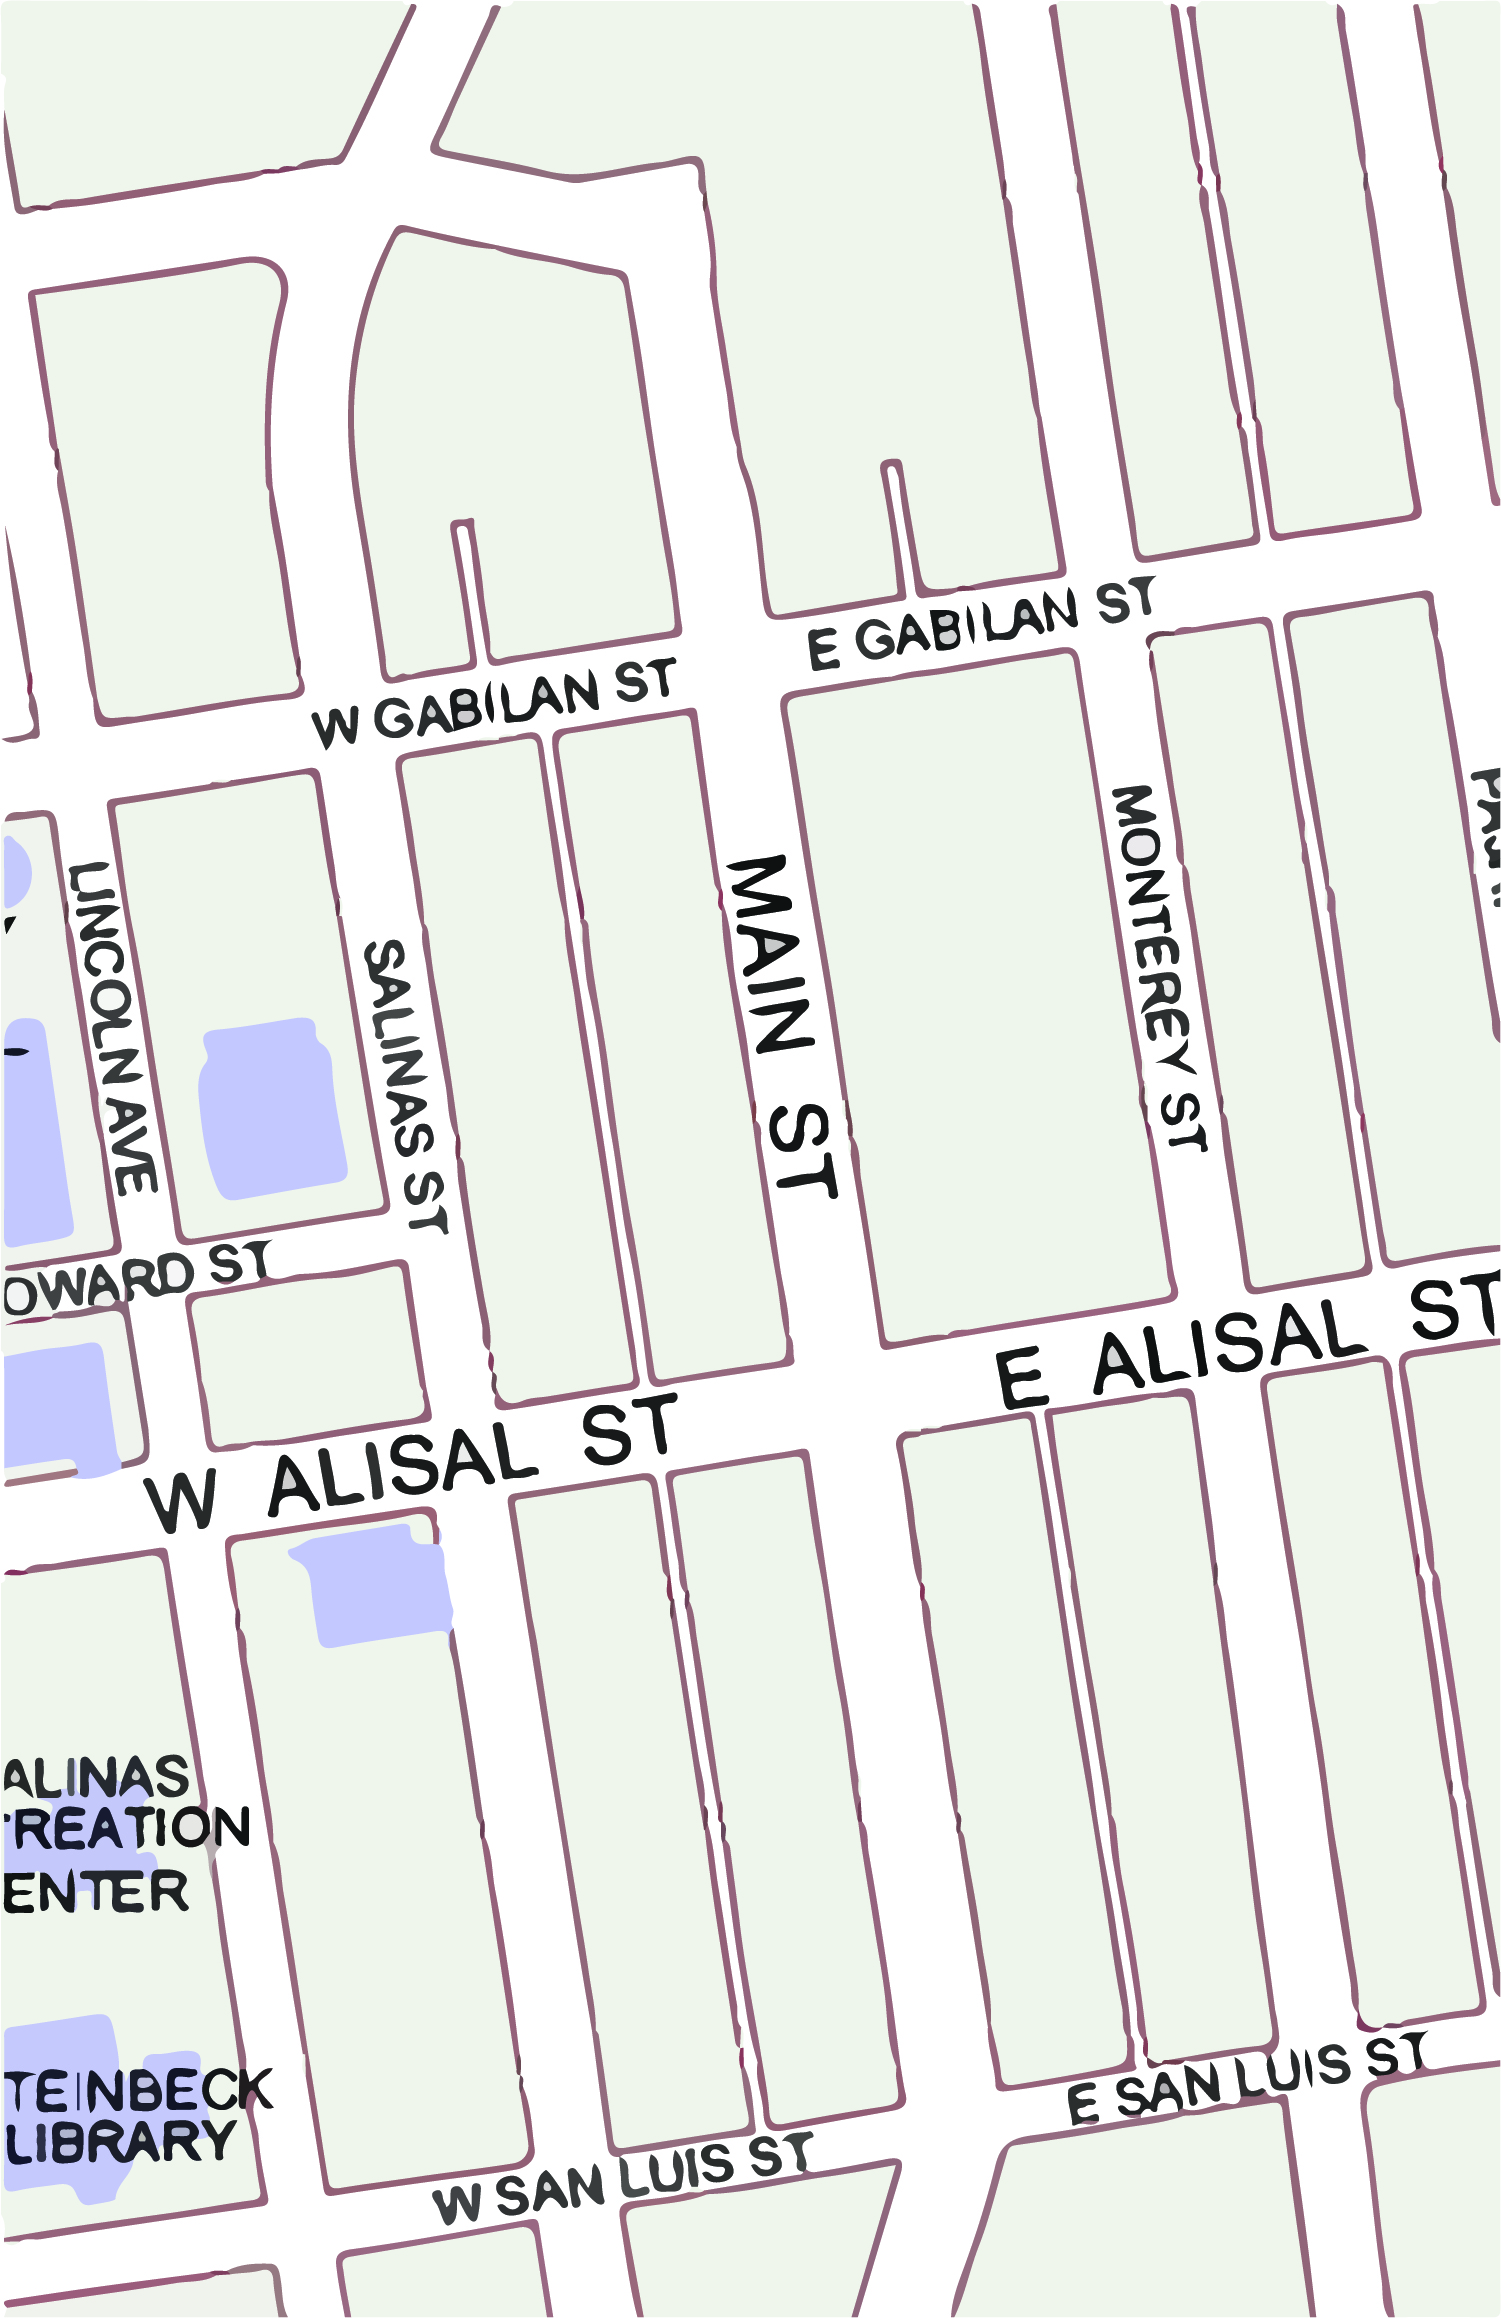 E GABILAN ST
W GABILAN ST
MONTEREY ST
MAIN ST
LINCOLN AVE
SALINAS ST
OWARD ST
E ALISAL ST
W ALISAL ST
ALINAS
REATION
ENTER
E SAN LUIS ST
TEINBECK
LIBRARY
W SAN LUIS ST